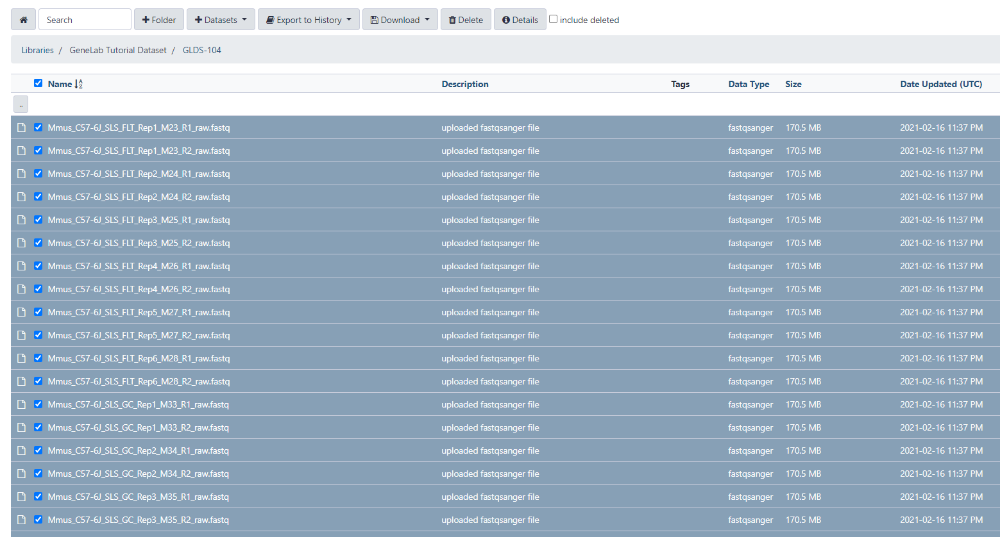 Search + Folder + Datasets Export to History Download Delete Details include deleted
Libraries / GeneLab Tutorial Dataset / GLDS-104
Name Description Tags Data Type Size Date Updated (UTC)
..
Mmus_C57-6J_SLS_FLT_Rep1_M23_R1_raw.fastq uploaded fastqsanger file fastqsanger 170.5 MB 2021-02-16 11:37 PM
Mmus_C57-6J_SLS_FLT_Rep1_M23_R2_raw.fastq uploaded fastqsanger file fastqsanger 170.5 MB 2021-02-16 11:37 PM
Mmus_C57-6J_SLS_FLT_Rep2_M24_R1_raw.fastq uploaded fastqsanger file fastqsanger 170.5 MB 2021-02-16 11:37 PM
Mmus_C57-6J_SLS_FLT_Rep2_M24_R2_raw.fastq uploaded fastqsanger file fastqsanger 170.5 MB 2021-02-16 11:37 PM
Mmus_C57-6J_SLS_FLT_Rep3_M25_R1_raw.fastq uploaded fastqsanger file fastqsanger 170.5 MB 2021-02-16 11:37 PM
Mmus_C57-6J_SLS_FLT_Rep3_M25_R2_raw.fastq uploaded fastqsanger file fastqsanger 170.5 MB 2021-02-16 11:37 PM
Mmus_C57-6J_SLS_FLT_Rep4_M26_R1_raw.fastq uploaded fastqsanger file fastqsanger 170.5 MB 2021-02-16 11:37 PM
Mmus_C57-6J_SLS_FLT_Rep4_M26_R2_raw.fastq uploaded fastqsanger file fastqsanger 170.5 MB 2021-02-16 11:37 PM
Mmus_C57-6J_SLS_FLT_Rep5_M27_R1_raw.fastq uploaded fastqsanger file fastqsanger 170.5 MB 2021-02-16 11:37 PM
Mmus_C57-6J_SLS_FLT_Rep5_M27_R2_raw.fastq uploaded fastqsanger file fastqsanger 170.5 MB 2021-02-16 11:37 PM
Mmus_C57-6J_SLS_FLT_Rep6_M28_R1_raw.fastq uploaded fastqsanger file fastqsanger 170.5 MB 2021-02-16 11:37 PM
Mmus_C57-6J_SLS_FLT_Rep6_M28_R2_raw.fastq uploaded fastqsanger file fastqsanger 170.5 MB 2021-02-16 11:37 PM
Mmus_C57-6J_SLS_GC_Rep1_M33_R1_raw.fastq uploaded fastqsanger file fastqsanger 170.5 MB 2021-02-16 11:37 PM
Mmus_C57-6J_SLS_GC_Rep1_M33_R2_raw.fastq uploaded fastqsanger file fastqsanger 170.5 MB 2021-02-16 11:37 PM
Mmus_C57-6J_SLS_GC_Rep2_M34_R1_raw.fastq uploaded fastqsanger file fastqsanger 170.5 MB 2021-02-16 11:37 PM
Mmus_C57-6J_SLS_GC_Rep2_M34_R2_raw.fastq uploaded fastqsanger file fastqsanger 170.5 MB 2021-02-16 11:37 PM
Mmus_C57-6J_SLS_GC_Rep3_M35_R1_raw.fastq uploaded fastqsanger file fastqsanger 170.5 MB 2021-02-16 11:37 PM
Mmus_C57-6J_SLS_GC_Rep3_M35_R2_raw.fastq uploaded fastqsanger file fastqsanger 170.5 MB 2021-02-16 11:37 PM